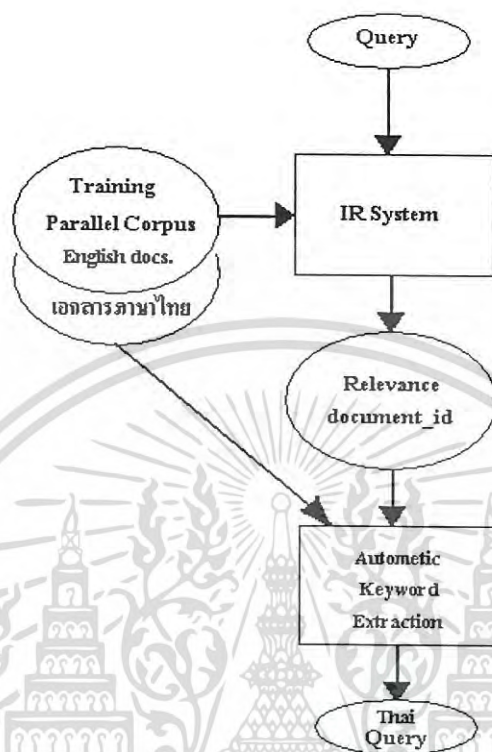 Query
Training
Parallel Corpus
English docs.
เอกสารภาษาไทย
IR System
Relevance
document_id
Autometic
Keyword
Extraction
Thai
Query